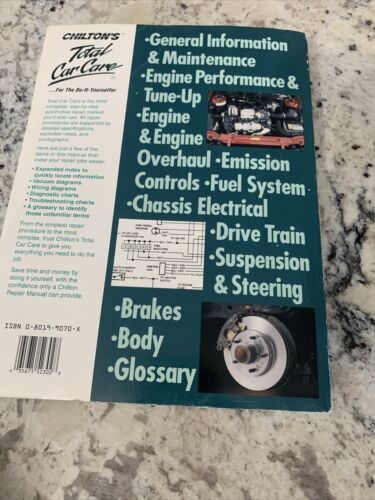 CHILTON'S
Total
Car Care
...For The Do-It-Yourselfer
Total Car Care is the most
complete, step-by-step
automotive repair manual
you'll ever use. All repair
procedures are supported by
detailed specifications,
exploded views, and
photographs.
Here are just a few of the
items in this manual that
make your repair jobs easier:
• Expanded index to
quickly locate information
• Vacuum diagrams
• Wiring diagrams
• Diagnostic charts
• Troubleshooting charts
• A glossary to identify
those unfamiliar terms
From the simplest repair
procedure to the most
complex, trust Chilton's Total
Car Care to give you
everything you need to do the
job.
Save time and money by
doing it yourself, with the
confidence only a Chilton
Repair Manual can provide.
ISBN 0-8019-9070-X
•General Information
& Maintenance
•Engine Performance &
Tune-Up
•Engine
& Engine
Overhaul •Emission
Controls •Fuel System
•Chassis Electrical
•Drive Train
•Suspension
& Steering
•Brakes
•Body
•Glossary